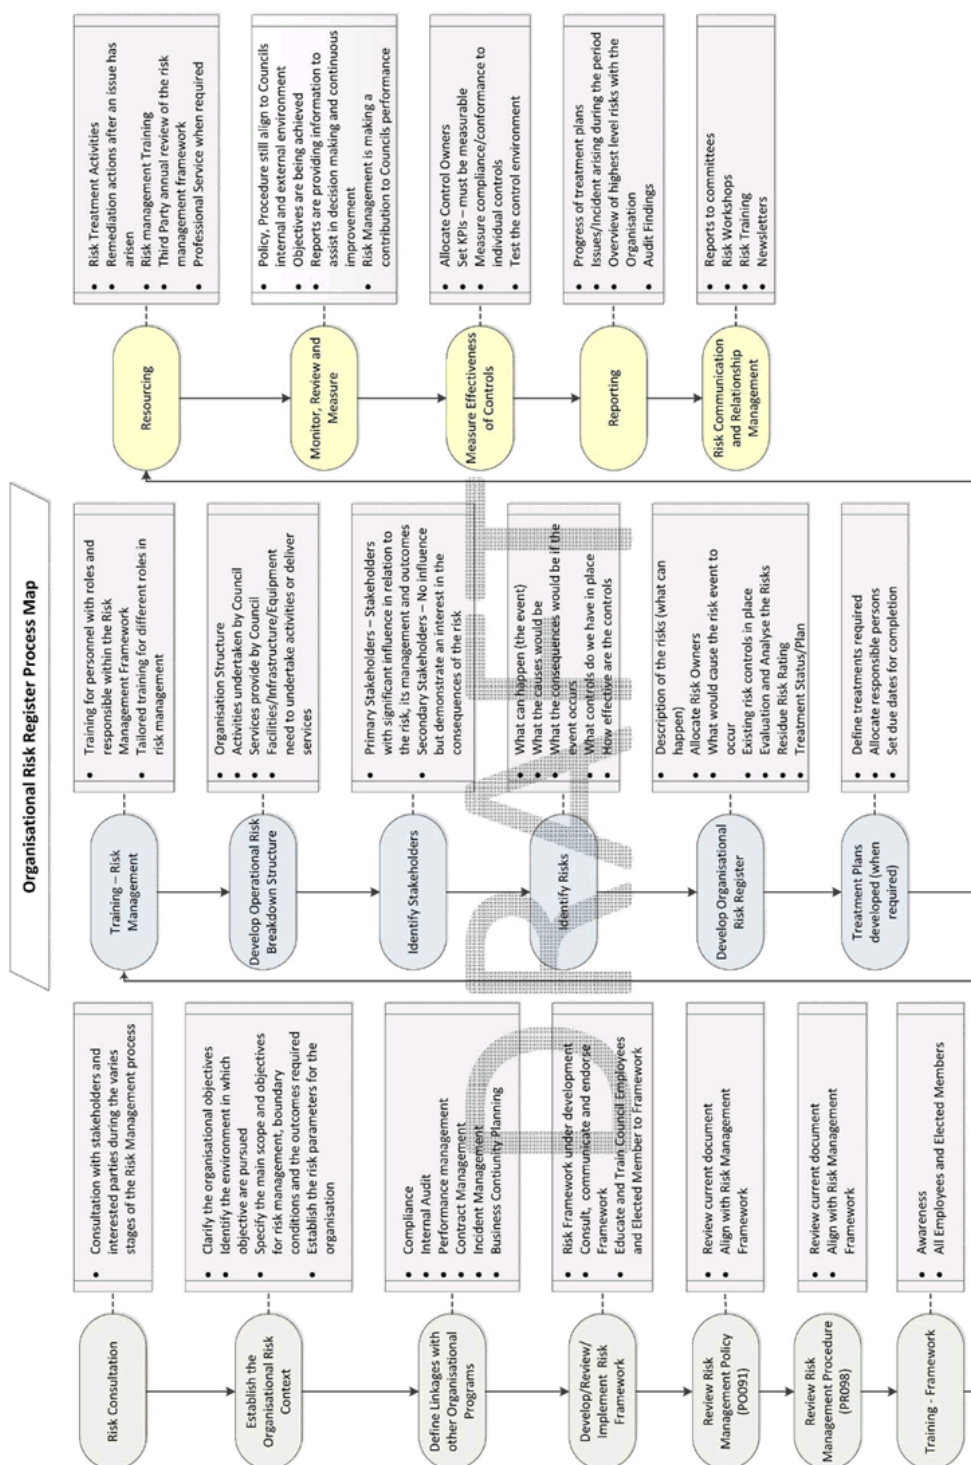 Organisational Risk Register Process Map
Risk Consultation
• Consultation with stakeholders and
interested parties during the varies
stages of the Risk Management process
Establish the
Organisational Risk
Context
• Clarify the organisational objectives
• Identify the environment in which
objective are pursued
• Specify the main scope and objectives
for risk management, boundary
conditions and the outcomes required
• Establish the risk parameters for the
organisation
Define Linkages with
other Organisational
Programs
• Compliance
• Internal Audit
• Performance management
• Contract Management
• Incident Management
• Business Contiunity Planning
Develop/Review/
Implement Risk
Framework
• Risk Framework under development
• Consult, communicate and endorse
Framework
• Educate and Train Council Employees
and Elected Member to Framework
Review Risk
Management Policy
(PO091)
• Review current document
• Align with Risk Management
Framework
Review Risk
Management Procedure
(PR098)
• Review current document
• Align with Risk Management
Framework
Training - Framework
• Awareness
• All Employees and Elected Members
Training – Risk
Management
• Training for personnel with roles and
responsible within the Risk
Management Framework
• Tailored training for different roles in
risk management
Develop Operational Risk
Breakdown Structure
• Organisation Structure
• Activities undertaken by Council
• Services provide by Council
• Facilities/Infrastructure/Equipment
need to undertake activities or deliver
services
Identify Stakeholders
• Primary Stakeholders – Stakeholders
with significant influence in relation to
the risk, its management and outcomes
• Secondary Stakeholders – No influence
but demonstrate an interest in the
consequences of the risk
Identify Risks
• What can happen (the event)
• What the causes would be
• What the consequences would be if the
event occurs
• What controls do we have in place
• How effective are the controls
Develop Organisational
Risk Register
• Description of the risks (what can
happen)
• Allocate Risk Owners
• What would cause the risk event to
occur
• Existing risk controls in place
• Evaluation and Analyse the Risks
• Residue Risk Rating
• Treatment Status/Plan
Treatment Plans
developed (when
required)
• Define treatments required
• Allocate responsible persons
• Set due dates for completion
Resourcing
• Risk Treatment Activities
• Remediation actions after an issue has
arisen
• Risk management Training
• Third Party annual review of the risk
management framework
• Professional Service when required
Monitor, Review and
Measure
• Policy, Procedure still align to Councils
internal and external environment
• Objectives are being achieved
• Reports are providing information to
assist in decision making and continuous
improvement
• Risk Management is making a
contribution to Councils performance
Measure Effectiveness
of Controls
• Allocate Control Owners
• Set KPIs – must be measurable
• Measure compliance/conformance to
individual controls
• Test the control environment
Reporting
• Progress of treatment plans
• Issues/Incident arising during the period
• Overview of highest level risks with the
Organisation
• Audit Findings
Risk Communication
and Relationship
Management
• Reports to committees
• Risk Workshops
• Risk Training
• Newsletters
DRAFT